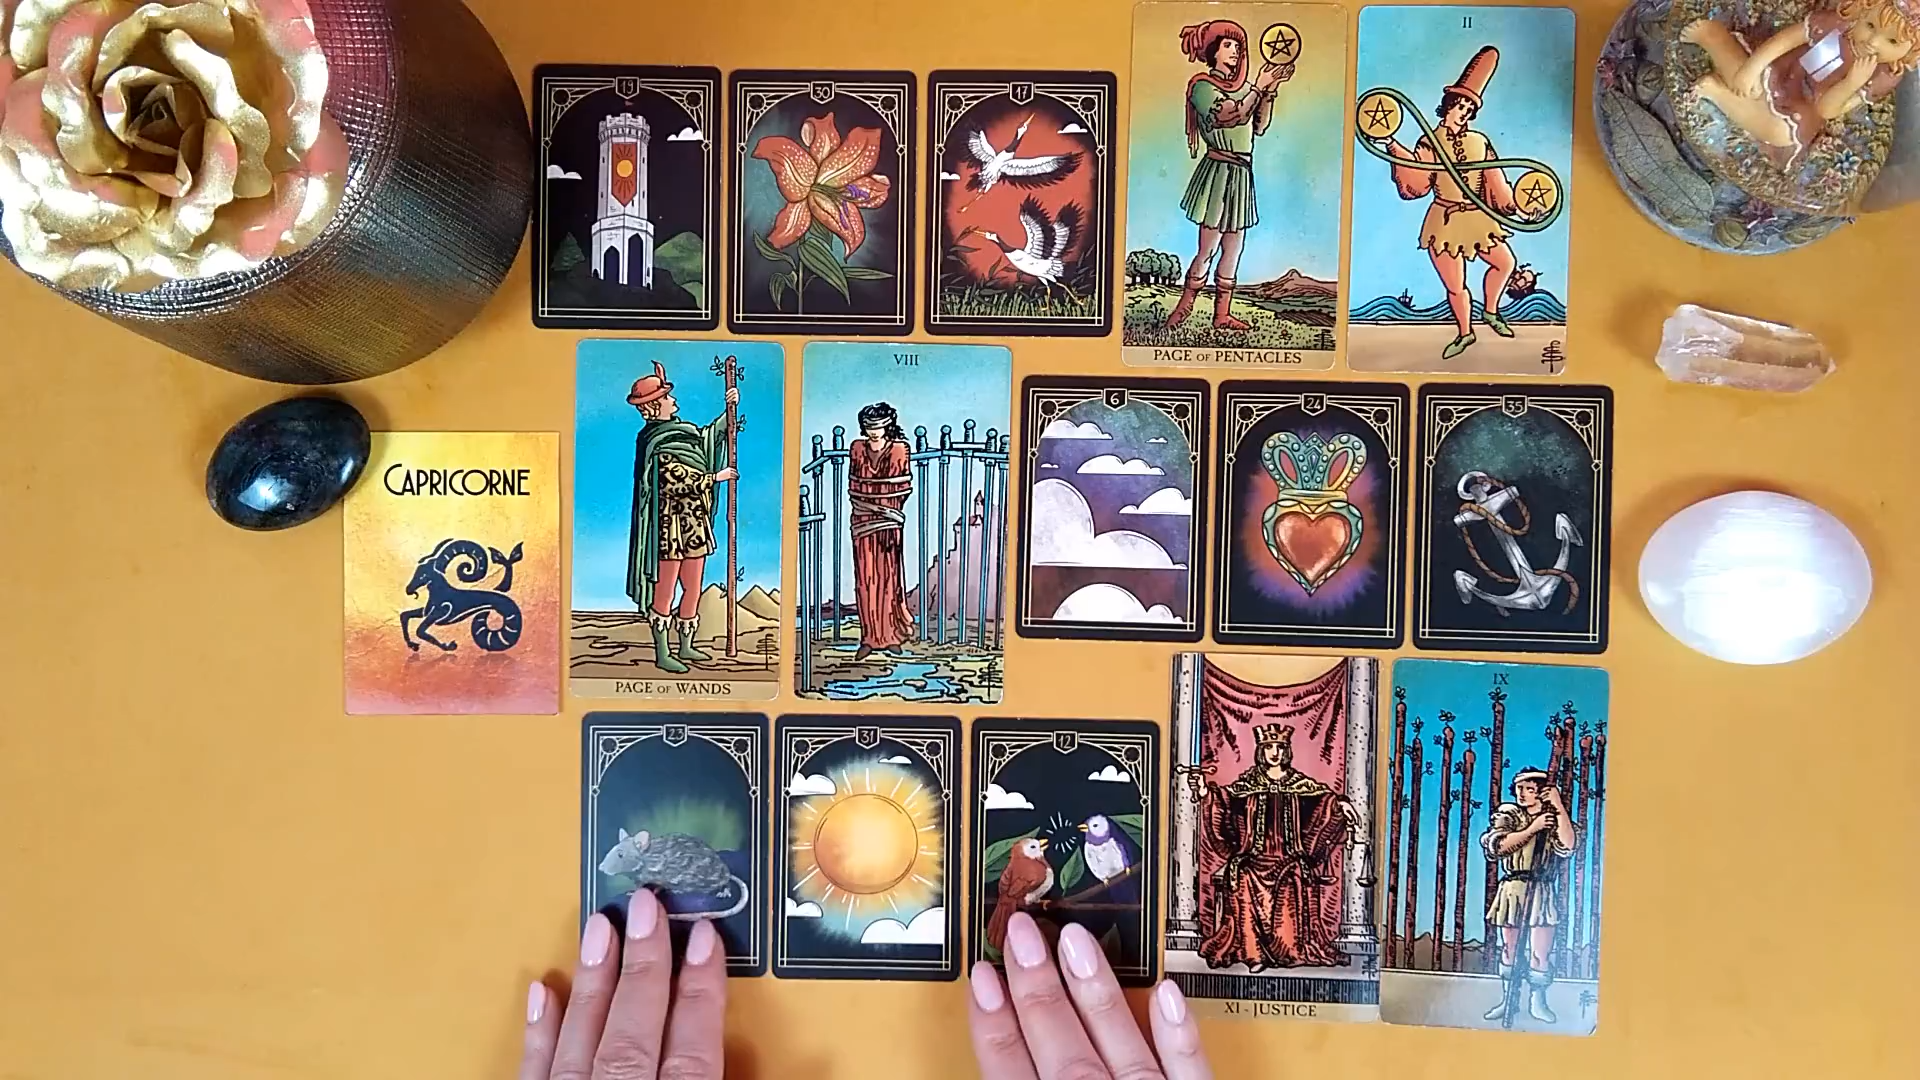 19
30
17
PAGE OF PENTACLES
II
CAPRICORNE
PAGE OF WANDS
VIII
6
24
35
23
31
12
XI - JUSTICE
IX